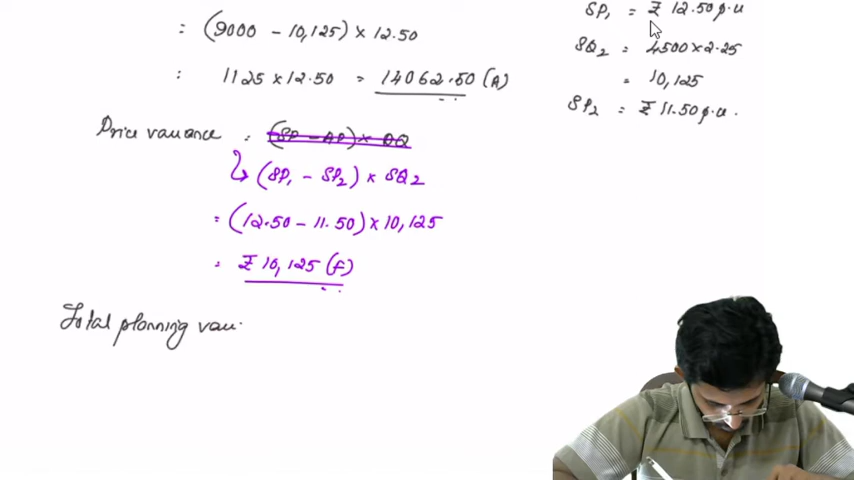 = (9000 - 10,125) × 12.50
= 1125 × 12.50 = 14062.50 (A)
Price variance = (SP - AP) × AQ
(SP₁ - SP₂) × SQ₂
= (12.50 - 11.50) × 10,125
= ₹ 10,125 (f)
Total planning vari
SP₁ = ₹ 12.50 p.u
SQ₂ = 4500 × 2.25
= 10,125
SP₂ = ₹ 11.50 p.u.